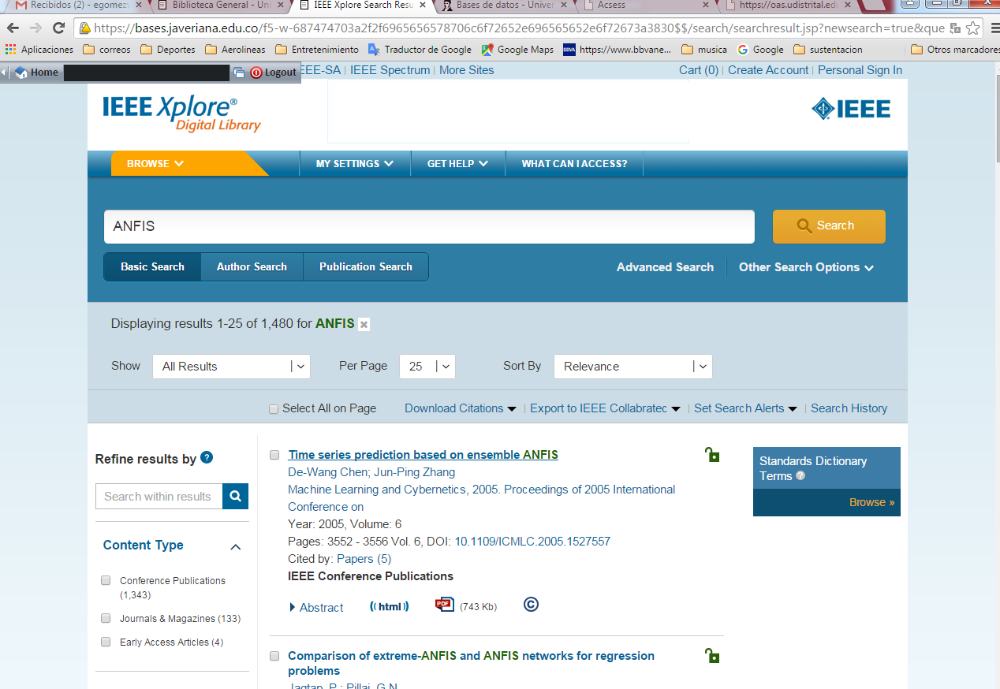 Recibidos (2) - egomezv
Biblioteca General - Uni
IEEE Xplore Search Resu
Bases de datos - Univer
Acsess
https://oas.udistrital.edu
https://bases.javeriana.edu.co/f5-w-687474703a2f2f6965656578706c6f72652e696565652e6f7267$$/search/searchresult.jsp?newsearch=true&que
Aplicaciones
correos
Deportes
Aerolineas
Entretenimiento
Traductor de Google
Google Maps
BBVA
https://www.bbvane...
musica
Google
sustentacion
Otros marcadores
Home
Logout
EEE-SA | IEEE Spectrum | More Sites
Cart (0) | Create Account | Personal Sign In
IEEE Xplore®
Digital Library
IEEE
BROWSE
MY SETTINGS
GET HELP
WHAT CAN I ACCESS?
ANFIS
Search
Basic Search
Author Search
Publication Search
Advanced Search
Other Search Options
Displaying results 1-25 of 1,480 for ANFIS
Show
All Results
Per Page
25
Sort By
Relevance
Select All on Page
Download Citations
Export to IEEE Collabratec
Set Search Alerts
Search History
Refine results by ?
Search within results
Content Type
Conference Publications
(1,343)
Journals & Magazines (133)
Early Access Articles (4)
Time series prediction based on ensemble ANFIS
De-Wang Chen; Jun-Ping Zhang
Machine Learning and Cybernetics, 2005. Proceedings of 2005 International
Conference on
Year: 2005, Volume: 6
Pages: 3552 - 3556 Vol. 6, DOI: 10.1109/ICMLC.2005.1527557
Cited by: Papers (5)
IEEE Conference Publications
Abstract
((html))
PDF
(743 Kb)
©
Comparison of extreme-ANFIS and ANFIS networks for regression
problems
Jagtap, P.; Pillai, G.N.
Standards Dictionary
Terms ?
Browse »